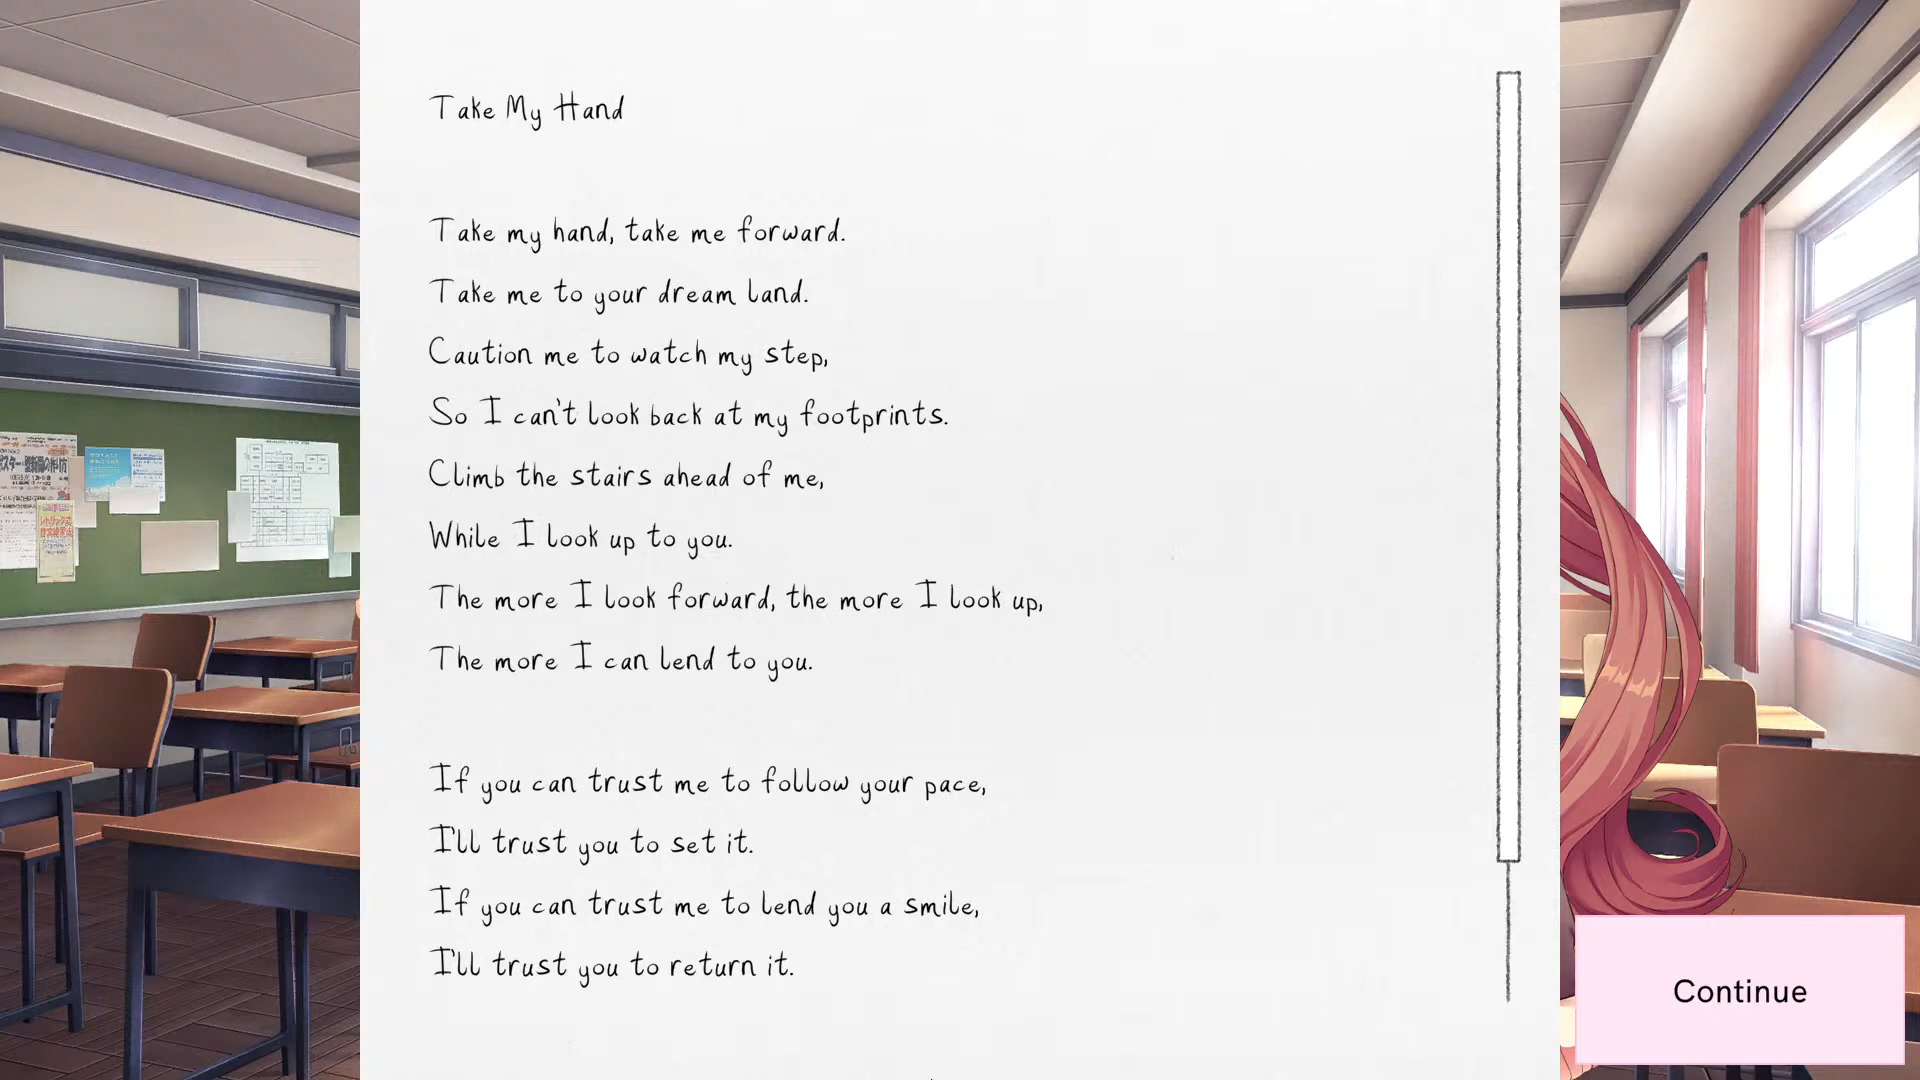 Take My Hand
Take my hand, take me forward.
Take me to your dream land.
Caution me to watch my step,
So I can't look back at my footprints.
Climb the stairs ahead of me,
While I look up to you.
The more I look forward, the more I look up,
The more I can lend to you.
If you can trust me to follow your pace,
I'll trust you to set it.
If you can trust me to lend you a smile,
I'll trust you to return it.
Continue